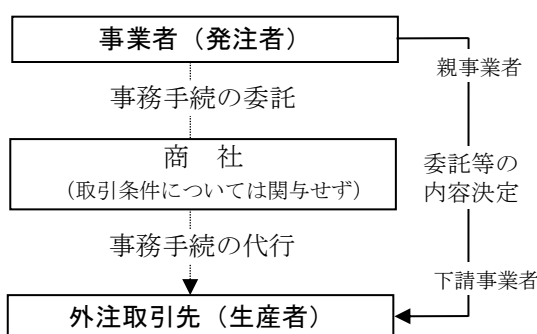 事業者（発注者）
親事業者
事務手続の委託
商　社
（取引条件については関与せず）
委託等の
内容決定
事務手続の代行
下請事業者
外注取引先（生産者）